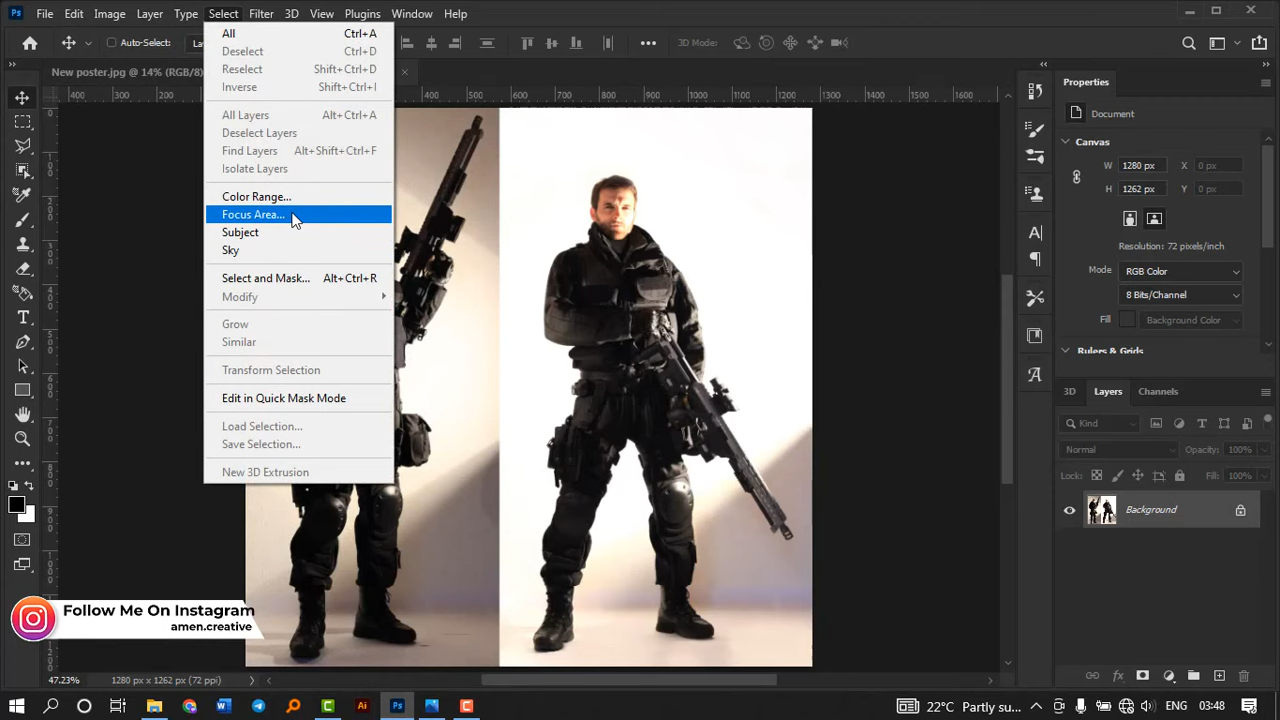 Ps File Edit Image Layer Type Select Filter 3D View Plugins Window Help
Auto-Select: 3D Mode:
New poster.jpg @ 14% (RGB/8)
All Ctrl+A
Deselect Ctrl+D
Reselect Shift+Ctrl+D
Inverse Shift+Ctrl+I
All Layers Alt+Ctrl+A
Deselect Layers
Find Layers Alt+Shift+Ctrl+F
Isolate Layers
Color Range...
Focus Area...
Subject
Sky
Select and Mask... Alt+Ctrl+R
Modify
Grow
Similar
Transform Selection
Edit in Quick Mask Mode
Load Selection...
Save Selection...
New 3D Extrusion
400 400 500 600 700 800 900 1000 1100 1200 1300 1400 1500 1600
Properties
Document
Canvas
W 1280 px X 0 px
H 1262 px Y 0 px
Resolution: 72 pixels/inch
Mode RGB Color
8 Bits/Channel
Fill Background Color
Rulers & Grids
3D Layers Channels
Kind
Normal Opacity: 100%
Lock: Fill: 100%
Background
Follow Me On Instagram
amen.creative
47.23% 1280 px x 1262 px (72 ppi)
22°C Partly su... ENG 03:48